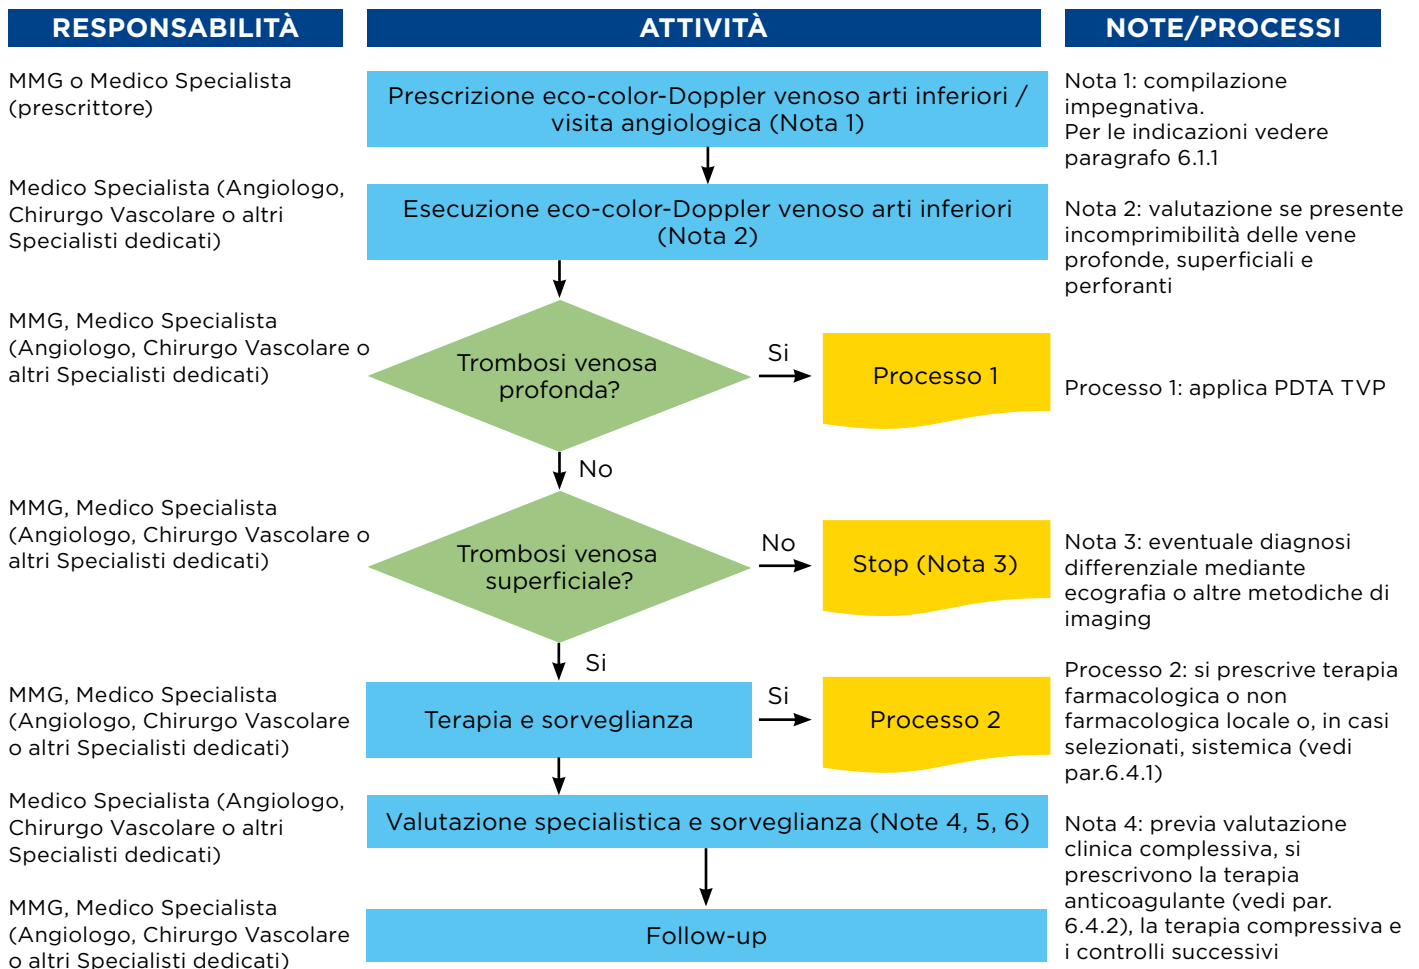 RESPONSABILITÀ
ATTIVITÀ
NOTE/PROCESSI
MMG o Medico Specialista
(prescrittore)
Prescrizione eco-color-Doppler venoso arti inferiori /
visita angiologica (Nota 1)
Nota 1: compilazione
impegnativa.
Per le indicazioni vedere
paragrafo 6.1.1
Medico Specialista (Angiologo,
Chirurgo Vascolare o altri
Specialisti dedicati)
Esecuzione eco-color-Doppler venoso arti inferiori
(Nota 2)
Nota 2: valutazione se presente
incomprimibilità delle vene
profonde, superficiali e
perforanti
MMG, Medico Specialista
(Angiologo, Chirurgo Vascolare o
altri Specialisti dedicati)
Trombosi venosa
profonda?
Si
Processo 1
Processo 1: applica PDTA TVP
No
MMG, Medico Specialista
(Angiologo, Chirurgo Vascolare o
altri Specialisti dedicati)
Trombosi venosa
superficiale?
No
Stop (Nota 3)
Nota 3: eventuale diagnosi
differenziale mediante
ecografia o altre metodiche di
imaging
Si
MMG, Medico Specialista
(Angiologo, Chirurgo Vascolare
o altri Specialisti dedicati)
Terapia e sorveglianza
Si
Processo 2
Processo 2: si prescrive terapia
farmacologica o non
farmacologica locale o, in casi
selezionati, sistemica (vedi
par.6.4.1)
Medico Specialista (Angiologo,
Chirurgo Vascolare o altri
Specialisti dedicati)
Valutazione specialistica e sorveglianza (Note 4, 5, 6)
Nota 4: previa valutazione
clinica complessiva, si
prescrivono la terapia
anticoagulante (vedi par.
6.4.2), la terapia compressiva e
i controlli successivi
MMG, Medico Specialista
(Angiologo, Chirurgo Vascolare
o altri Specialisti dedicati)
Follow-up